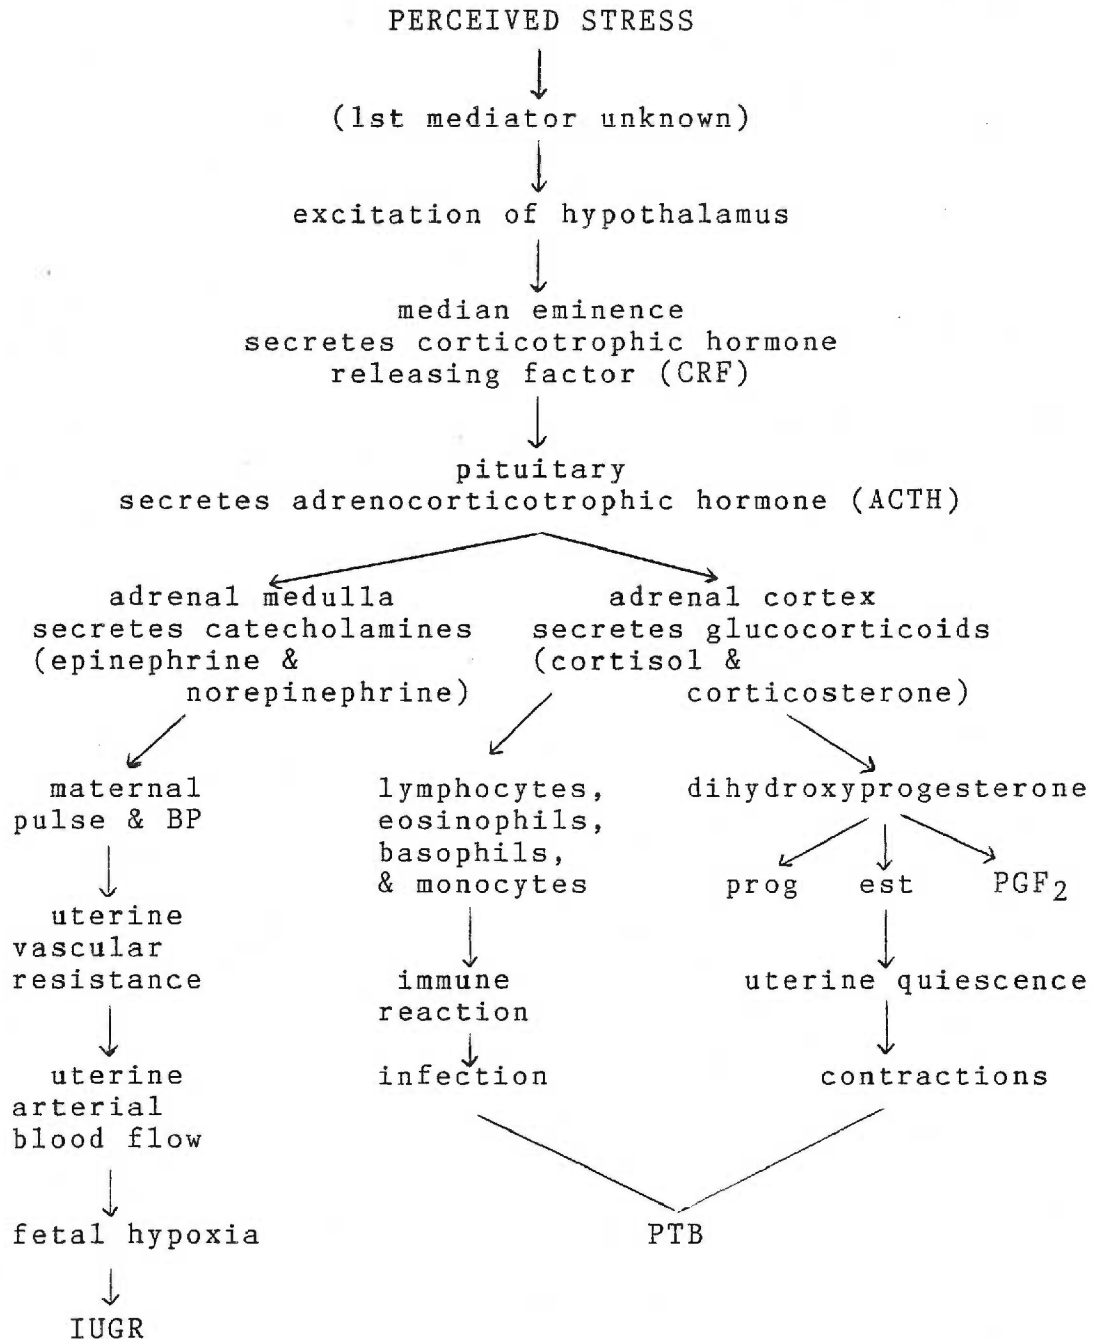 PERCEIVED STRESS
(1st mediator unknown)
excitation of hypothalamus
median eminence
secretes corticotrophic hormone
releasing factor (CRF)
pituitary
secretes adrenocorticotrophic hormone (ACTH)
adrenal medulla
secretes catecholamines
(epinephrine &
norepinephrine)
adrenal cortex
secretes glucocorticoids
(cortisol &
corticosterone)
maternal
pulse & BP
uterine
vascular
resistance
uterine
arterial
blood flow
fetal hypoxia
IUGR
lymphocytes,
eosinophils,
basophils,
& monocytes
immune
reaction
infection
dihydroxyprogesterone
prog est PGF2
uterine quiescence
contractions
PTB